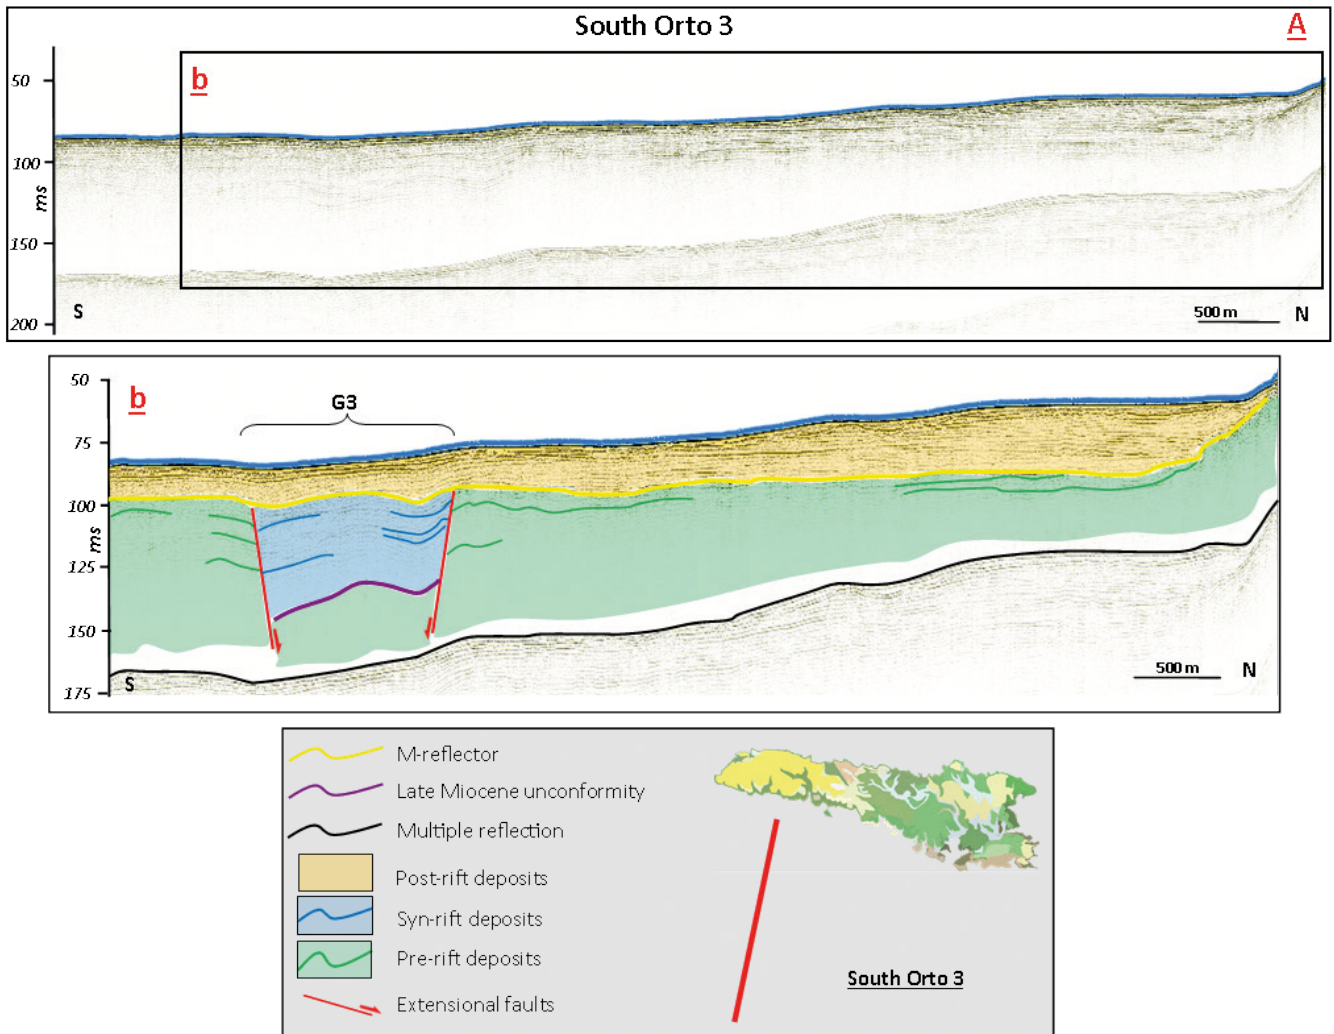 South Orto 3
A
b
50
100
ms
150
200
S
500 m
N
b
G3
50
75
100
ms
125
150
175
S
500 m
N
M-reflector
Late Miocene unconformity
Multiple reflection
Post-rift deposits
Syn-rift deposits
Pre-rift deposits
Extensional faults
South Orto 3